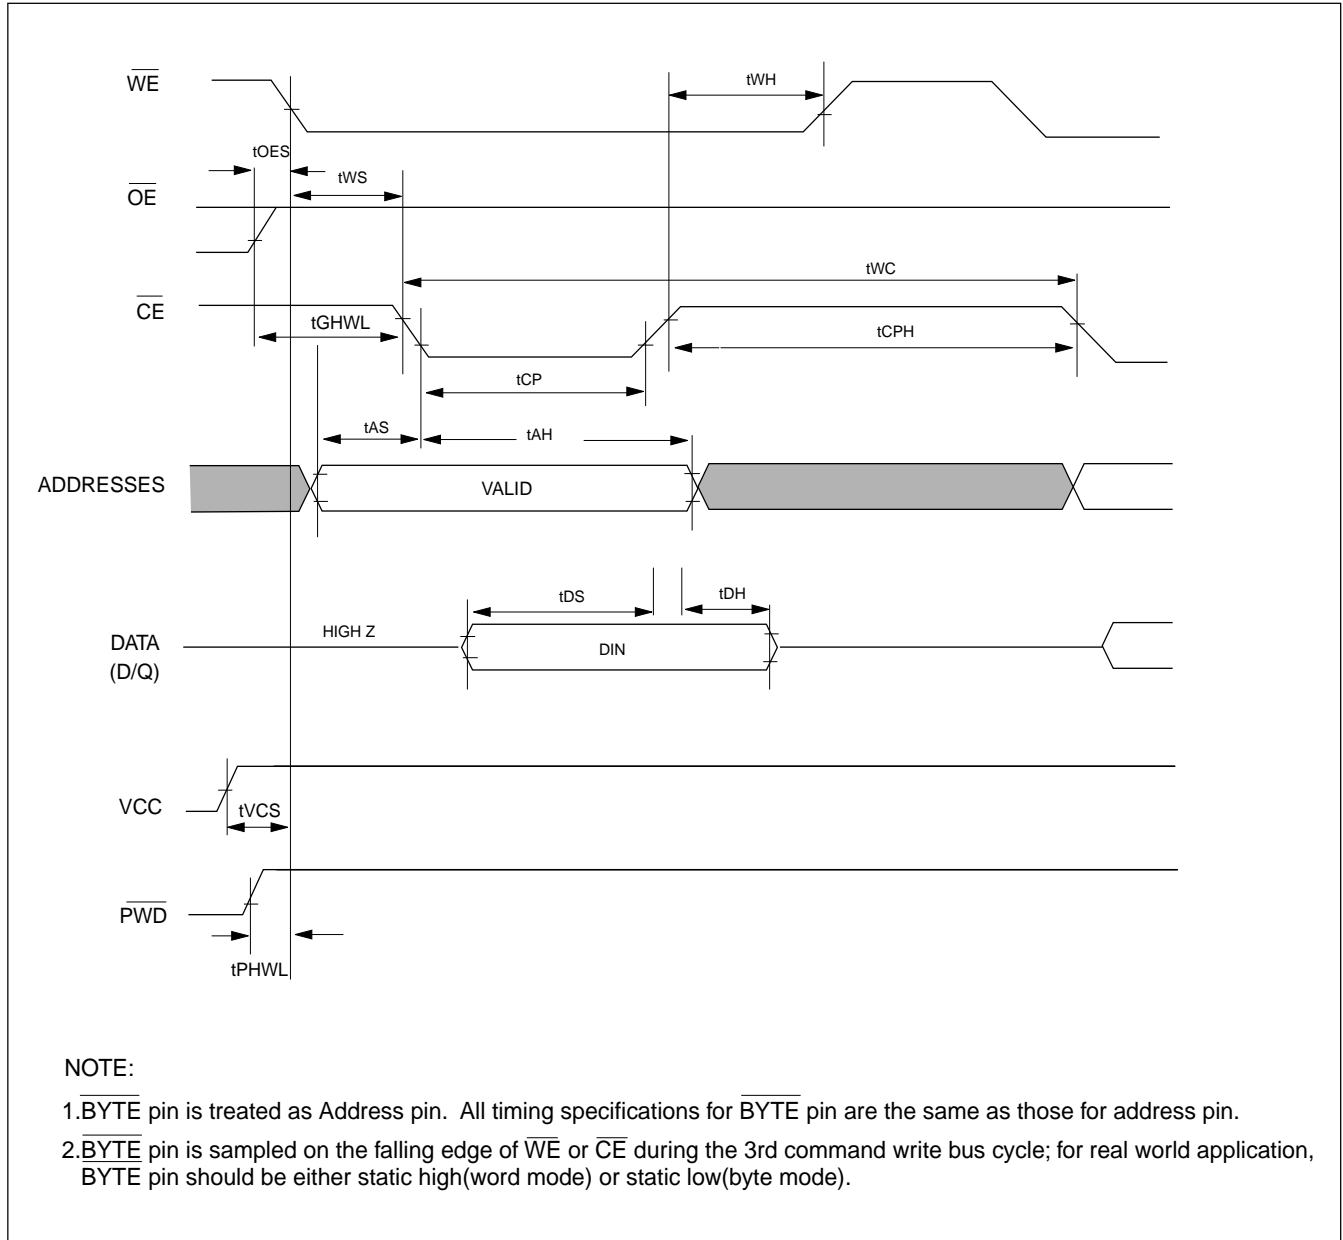 WE
tWH
tOES
tWS
OE
tWC
CE
tGHWL
tCPH
tCP
tAS
tAH
ADDRESSES
VALID
tDS
tDH
HIGH Z
DATA
(D/Q)
DIN
VCC
tVCS
PWD
tPHWL
NOTE:
1.BYTE pin is treated as Address pin. All timing specifications for BYTE pin are the same as those for address pin.
2.BYTE pin is sampled on the falling edge of WE or CE during the 3rd command write bus cycle; for real world application,
BYTE pin should be either static high(word mode) or static low(byte mode).